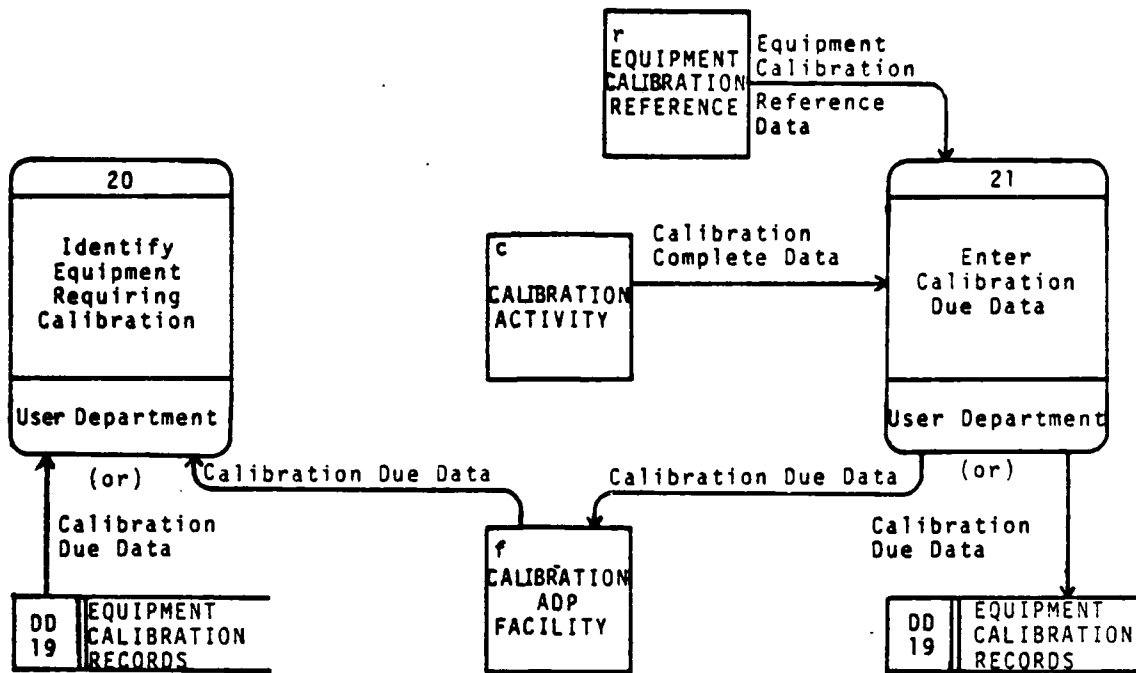 r
EQUIPMENT
CALIBRATION
REFERENCE
Equipment
Calibration
Reference
Data
20
Identify
Equipment
Requiring
Calibration
User Department
c
CALIBRATION
ACTIVITY
Calibration
Complete Data
21
Enter
Calibration
Due Data
User Department
(or)
Calibration Due Data
Calibration Due Data
(or)
Calibration
Due Data
f
CALIBRATION
ADP
FACILITY
Calibration
Due Data
DD
19
EQUIPMENT
CALIBRATION
RECORDS
DD
19
EQUIPMENT
CALIBRATION
RECORDS